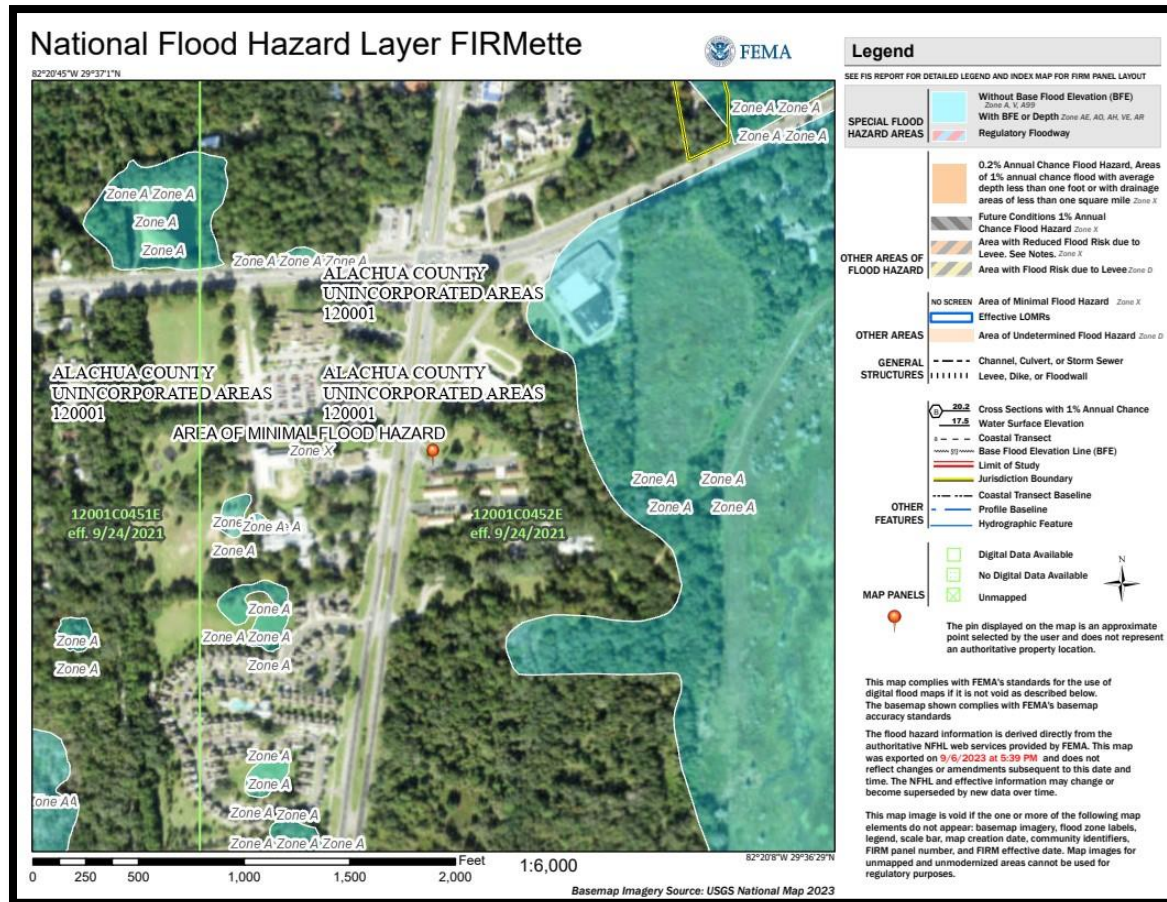 National Flood Hazard Layer FIRMette
FEMA
82°20'45"W 29°37'1"N
Zone A Zone A
Zone A Zone A
Zone A Zone A
Zone A
Zone A
Zone A Zone A Zone A
ALACHUA COUNTY
UNINCORPORATED AREAS
120001
ALACHUA COUNTY
UNINCORPORATED AREAS
120001
ALACHUA COUNTY
UNINCORPORATED AREAS
120001
AREA OF MINIMAL FLOOD HAZARD
Zone X
Zone A Zone A
Zone A Zone A
12001C0451E
eff. 9/24/2021
12001C0452E
eff. 9/24/2021
Zone A
Zone A
Zone A
Zone A Zone A
Zone A
Zone A
Zone A
Zone A
Zone A
Zone A
Zone A Zone A Zone A
Feet
0 250 500 1,000 1,500 2,000
1:6,000
82°20'8"W 29°36'29"N
Basemap Imagery Source: USGS National Map 2023
Legend
SEE FIS REPORT FOR DETAILED LEGEND AND INDEX MAP FOR FIRM PANEL LAYOUT
SPECIAL FLOOD
HAZARD AREAS
Without Base Flood Elevation (BFE)
Zone A, V, A99
With BFE or Depth Zone AE, AO, AH, VE, AR
Regulatory Floodway
OTHER AREAS OF
FLOOD HAZARD
0.2% Annual Chance Flood Hazard, Areas
of 1% annual chance flood with average
depth less than one foot or with drainage
areas of less than one square mile Zone X
Future Conditions 1% Annual
Chance Flood Hazard Zone X
Area with Reduced Flood Risk due to
Levee. See Notes. Zone X
Area with Flood Risk due to Levee Zone D
OTHER AREAS
NO SCREEN Area of Minimal Flood Hazard Zone X
Effective LOMRs
Area of Undetermined Flood Hazard Zone D
GENERAL
STRUCTURES
Channel, Culvert, or Storm Sewer
Levee, Dike, or Floodwall
OTHER
FEATURES
B 20.2 Cross Sections with 1% Annual Chance
17.5 Water Surface Elevation
Coastal Transect
Base Flood Elevation Line (BFE)
Limit of Study
Jurisdiction Boundary
Coastal Transect Baseline
Profile Baseline
Hydrographic Feature
MAP PANELS
Digital Data Available
No Digital Data Available
Unmapped
N
The pin displayed on the map is an approximate
point selected by the user and does not represent
an authoritative property location.
This map complies with FEMA's standards for the use of
digital flood maps if it is not void as described below.
The basemap shown complies with FEMA's basemap
accuracy standards
The flood hazard information is derived directly from the
authoritative NFHL web services provided by FEMA. This map
was exported on 9/6/2023 at 5:39 PM and does not
reflect changes or amendments subsequent to this date and
time. The NFHL and effective information may change or
become superseded by new data over time.
This map image is void if the one or more of the following map
elements do not appear: basemap imagery, flood zone labels,
legend, scale bar, map creation date, community identifiers,
FIRM panel number, and FIRM effective date. Map images for
unmapped and unmodernized areas cannot be used for
regulatory purposes.